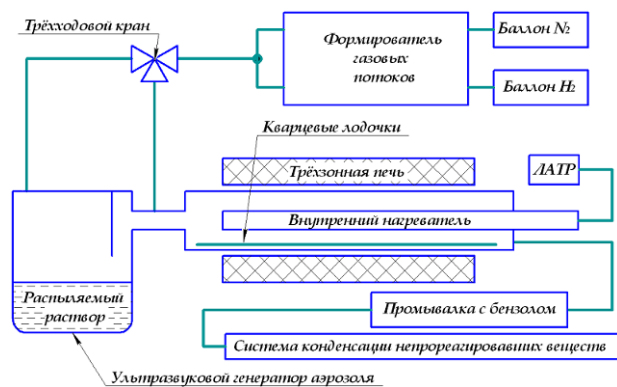 Трёхходовой кран
Формирователь
газовых
потоков
Баллон N₂
Баллон H₂
Кварцевые лодочки
Трёхзонная печь
ЛАТР
Внутренний нагреватель
Распыляемый
раствор
Промывалка с бензолом
Система конденсации непрореагировавших веществ
Ультразвуковой генератор аэрозоля